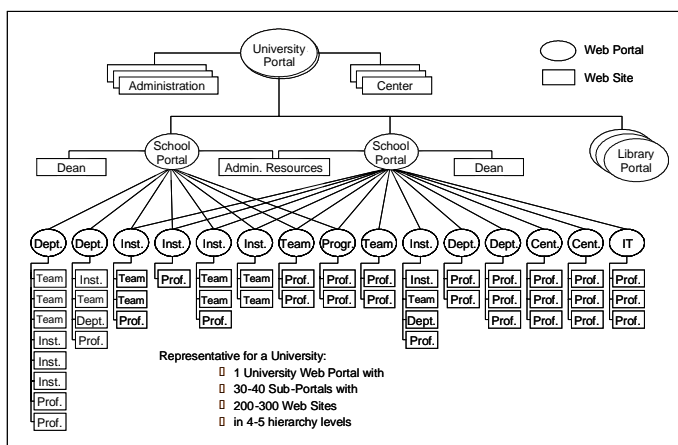 University
Portal
Web Portal
Web Site
Administration
Center
School
Portal
School
Portal
Library
Portal
Dean
Admin. Resources
Dean
Dept. Dept. Inst. Inst. Inst. Inst. Team Progr. Team Inst. Dept. Dept. Cent. Cent. IT
Team Inst. Team Prof. Team Team Prof. Prof. Prof. Inst. Prof. Prof. Prof. Prof. Prof.
Team Team Team Team Team Prof. Prof. Prof. Team Prof. Prof. Prof. Prof. Prof.
Team Dept. Prof. Prof. Dept. Prof. Prof. Prof. Prof.
Inst. Prof. Prof.
Inst.
Inst.
Prof.
Prof.
Representative for a University:
1 University Web Portal with
30-40 Sub-Portals with
200-300 Web Sites
in 4-5 hierarchy levels